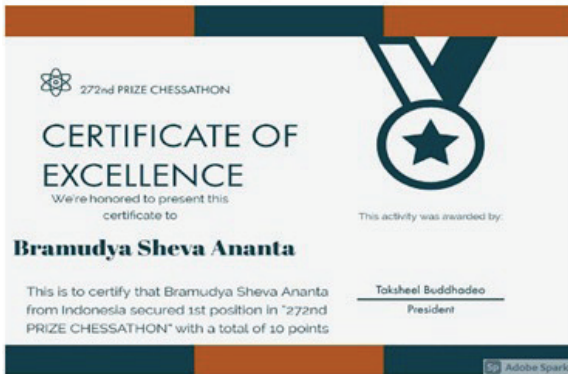 272nd PRIZE CHESSATHON
CERTIFICATE OF
EXCELLENCE
We're honored to present this
certificate to
Bramudya Sheva Ananta
This is to certify that Bramudya Sheva Ananta
from Indonesia secured 1st position in "272nd
PRIZE CHESSATHON" with a total of 10 points
This activity was awarded by:
Taksheel Buddhadeo
President
Sp Adobe Spark